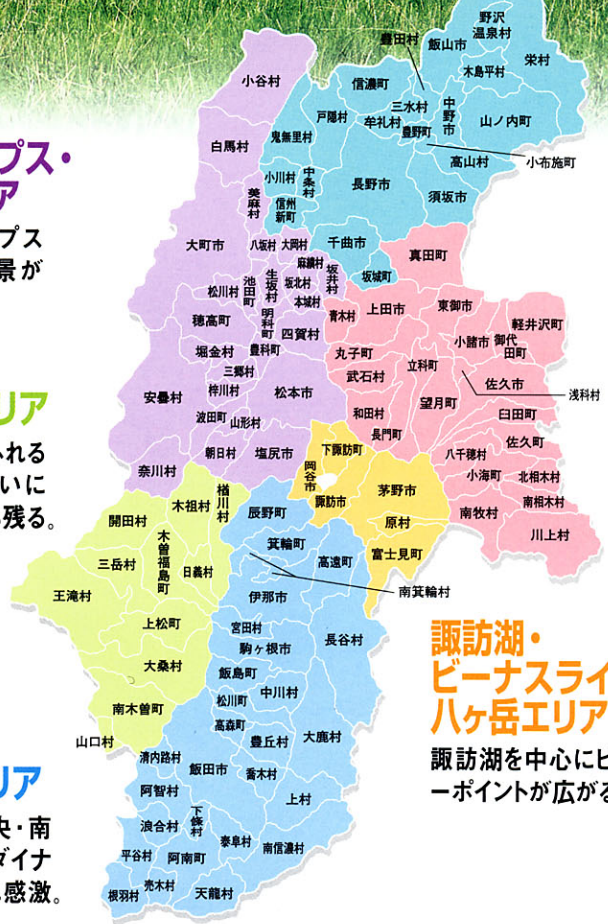 プス・
ア
プス
景が
リア
ふれる
いに
残る。
リア
央・南
ダイナ
感激。
小谷村
白馬村
美麻村
大町市
八坂村
大岡村
麻績村
坂井村
生坂村
坂北村
本城村
池田町
松川村
明科町
四賀村
穂高町
豊科町
堀金村
三郷村
梓川村
松本市
安曇村
波田町
山形村
朝日村
塩尻市
奈川村
野沢
温泉村
豊田村
飯山市
栄村
木島平村
信濃町
三水村
中野市
戸隠村
牟礼村
豊野町
山ノ内町
鬼無里村
高山村
小布施町
小川村
中条村
長野市
須坂市
信州
新町
千曲市
坂城町
真田町
青木村
上田市
東御市
軽井沢町
小諸市
御代
田町
丸子町
武石村
立科町
佐久市
浅科村
和田村
望月町
臼田町
長門町
佐久町
八千穂村
小海町
北相木村
南相木村
南牧村
川上村
下諏訪町
岡谷市
諏訪市
茅野市
原村
富士見町
楢川村
木祖村
開田村
木曽福島町
日義村
三岳村
王滝村
上松町
大桑村
南木曽町
山口村
辰野町
箕輪町
高遠町
南箕輪村
伊那市
宮田村
長谷村
駒ヶ根市
飯島町
中川村
松川町
高森町
大鹿村
豊丘村
清内路村
飯田市
喬木村
阿智村
上村
下條村
浪合村
泰阜村
南信濃村
平谷村
阿南町
売木村
根羽村
天龍村
諏訪湖・
ビーナスライ
八ヶ岳エリア
諏訪湖を中心にビ
ーポイントが広がる